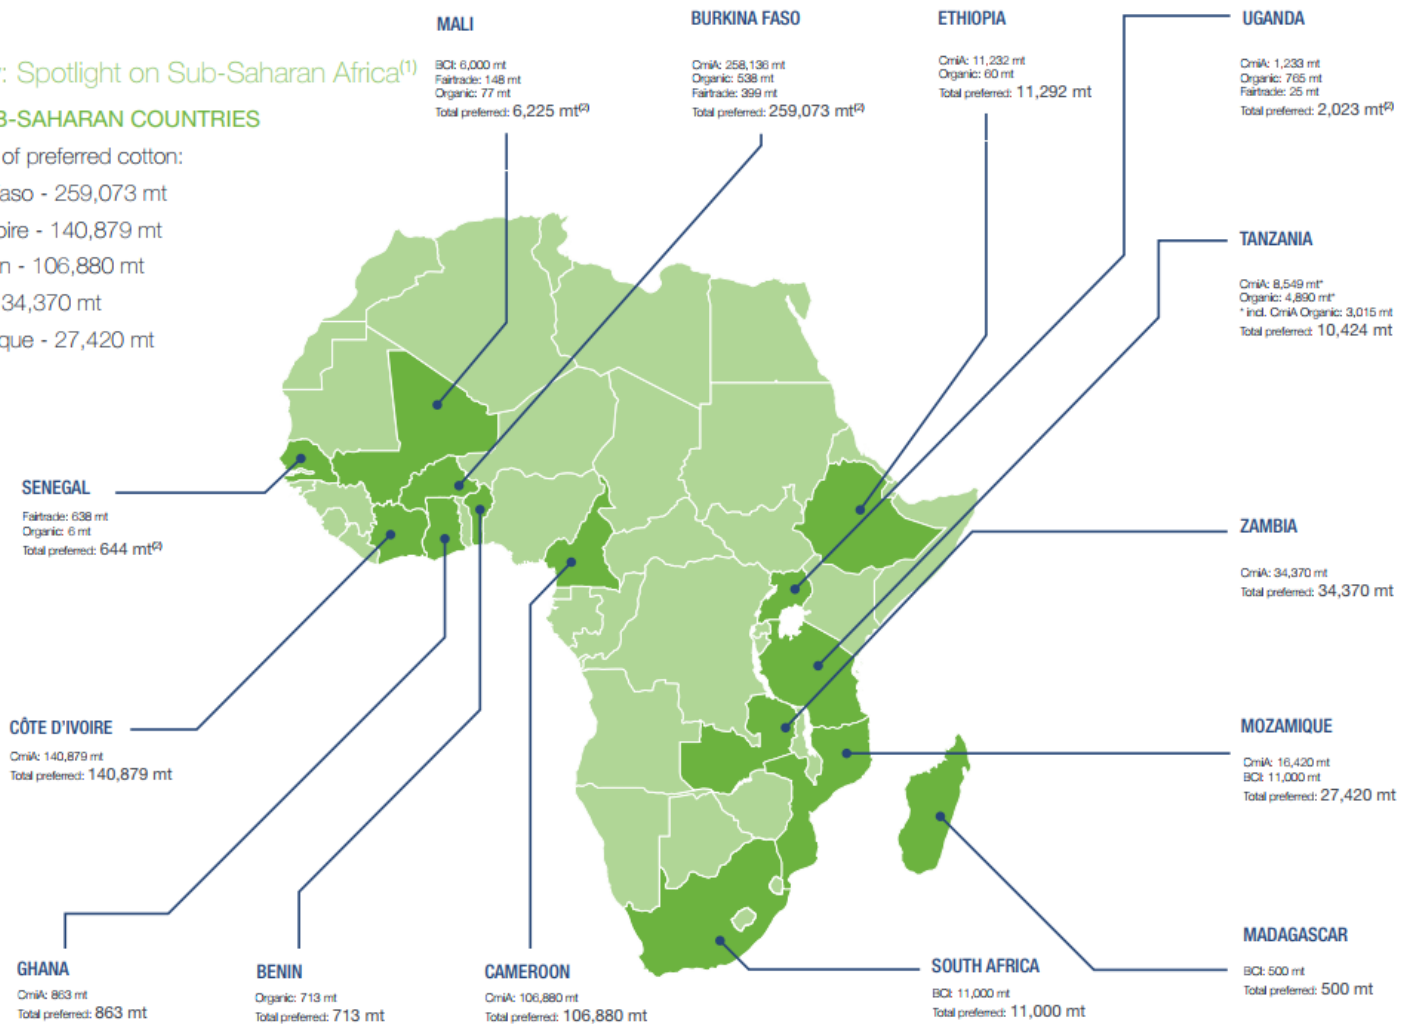 : Spotlight on Sub-Saharan Africa(1)
B-SAHARAN COUNTRIES
of preferred cotton:
aso - 259,073 mt
oire - 140,879 mt
n - 106,880 mt
34,370 mt
que - 27,420 mt
MALI
BCI: 6,000 mt
Fairtrade: 148 mt
Organic: 77 mt
Total preferred: 6,225 mt(2)
BURKINA FASO
CmiA: 258,136 mt
Organic: 538 mt
Fairtrade: 399 mt
Total preferred: 259,073 mt(2)
ETHIOPIA
CmiA: 11,232 mt
Organic: 60 mt
Total preferred: 11,292 mt
UGANDA
CmiA: 1,233 mt
Organic: 765 mt
Fairtrade: 25 mt
Total preferred: 2,023 mt(2)
TANZANIA
CmiA: 8,549 mt*
Organic: 4,890 mt*
* incl. CmiA Organic: 3,015 mt
Total preferred: 10,424 mt
SENEGAL
Fairtrade: 638 mt
Organic: 6 mt
Total preferred: 644 mt(2)
ZAMBIA
CmiA: 34,370 mt
Total preferred: 34,370 mt
CÔTE D'IVOIRE
CmiA: 140,879 mt
Total preferred: 140,879 mt
MOZAMIQUE
CmiA: 16,420 mt
BCI: 11,000 mt
Total preferred: 27,420 mt
GHANA
CmiA: 863 mt
Total preferred: 863 mt
BENIN
Organic: 713 mt
Total preferred: 713 mt
CAMEROON
CmiA: 106,880 mt
Total preferred: 106,880 mt
SOUTH AFRICA
BCI: 11,000 mt
Total preferred: 11,000 mt
MADAGASCAR
BCI: 500 mt
Total preferred: 500 mt